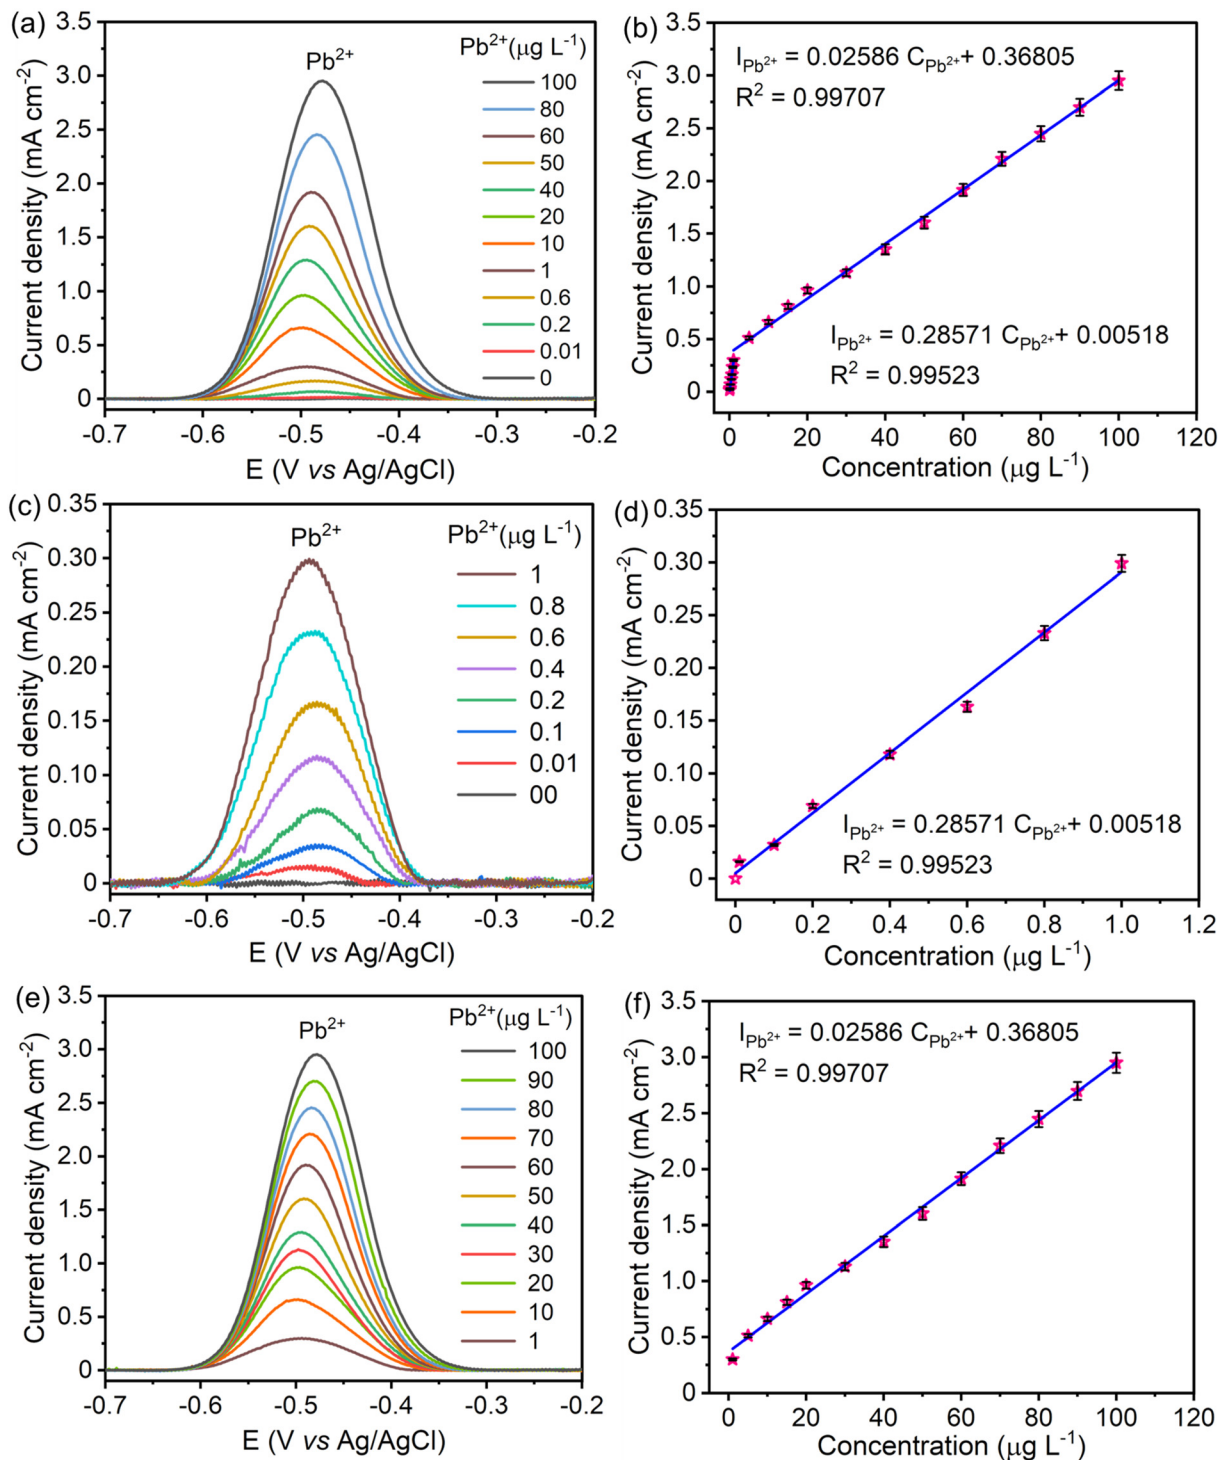 (a)
Pb²⁺
Pb²⁺(μg L⁻¹)
100
80
60
50
40
20
10
1
0.6
0.2
0.01
0
3.5
3.0
2.5
2.0
1.5
1.0
0.5
0
Current density (mA cm⁻²)
-0.7 -0.6 -0.5 -0.4 -0.3 -0.2
E (V vs Ag/AgCl)
(b)
I_Pb²⁺ = 0.02586 C_Pb²⁺+ 0.36805
R² = 0.99707
I_Pb²⁺ = 0.28571 C_Pb²⁺+ 0.00518
R² = 0.99523
3.5
3.0
2.5
2.0
1.5
1.0
0.5
0
Current density (mA cm⁻²)
0 20 40 60 80 100 120
Concentration (μg L⁻¹)
(c)
Pb²⁺
Pb²⁺(μg L⁻¹)
1
0.8
0.6
0.4
0.2
0.1
0.01
00
0.35
0.30
0.25
0.20
0.15
0.10
0.05
0
Current density (mA cm⁻²)
-0.7 -0.6 -0.5 -0.4 -0.3 -0.2
E (V vs Ag/AgCl)
(d)
I_Pb²⁺ = 0.28571 C_Pb²⁺+ 0.00518
R² = 0.99523
0.35
0.30
0.25
0.20
0.15
0.10
0.05
0
Current density (mA cm⁻²)
0 0.2 0.4 0.6 0.8 1.0 1.2
Concentration (μg L⁻¹)
(e)
Pb²⁺
Pb²⁺(μg L⁻¹)
100
90
80
70
60
50
40
30
20
10
1
3.5
3.0
2.5
2.0
1.5
1.0
0.5
0
Current density (mA cm⁻²)
-0.7 -0.6 -0.5 -0.4 -0.3 -0.2
E (V vs Ag/AgCl)
(f)
I_Pb²⁺ = 0.02586 C_Pb²⁺+ 0.36805
R² = 0.99707
3.5
3.0
2.5
2.0
1.5
1.0
0.5
0
Current density (mA cm⁻²)
0 20 40 60 80 100 120
Concentration (μg L⁻¹)